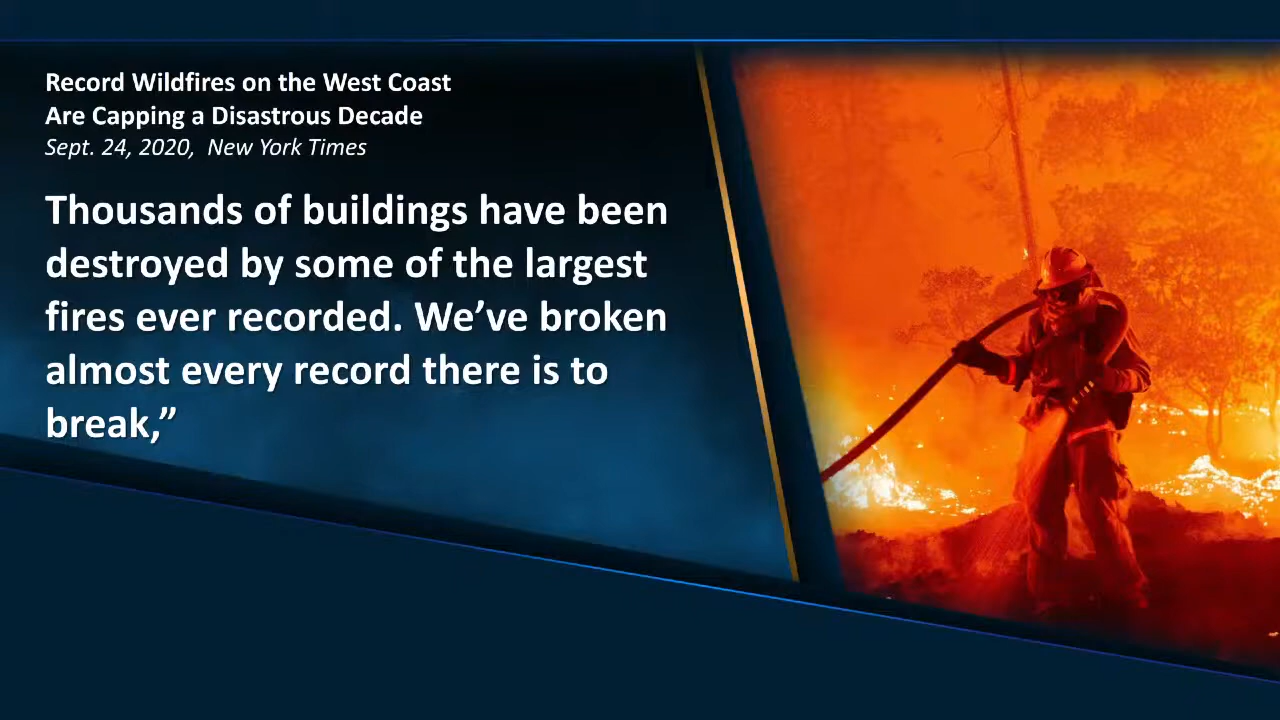 Record Wildfires on the West Coast
Are Capping a Disastrous Decade
Sept. 24, 2020, New York Times
Thousands of buildings have been
destroyed by some of the largest
fires ever recorded. We’ve broken
almost every record there is to
break,”